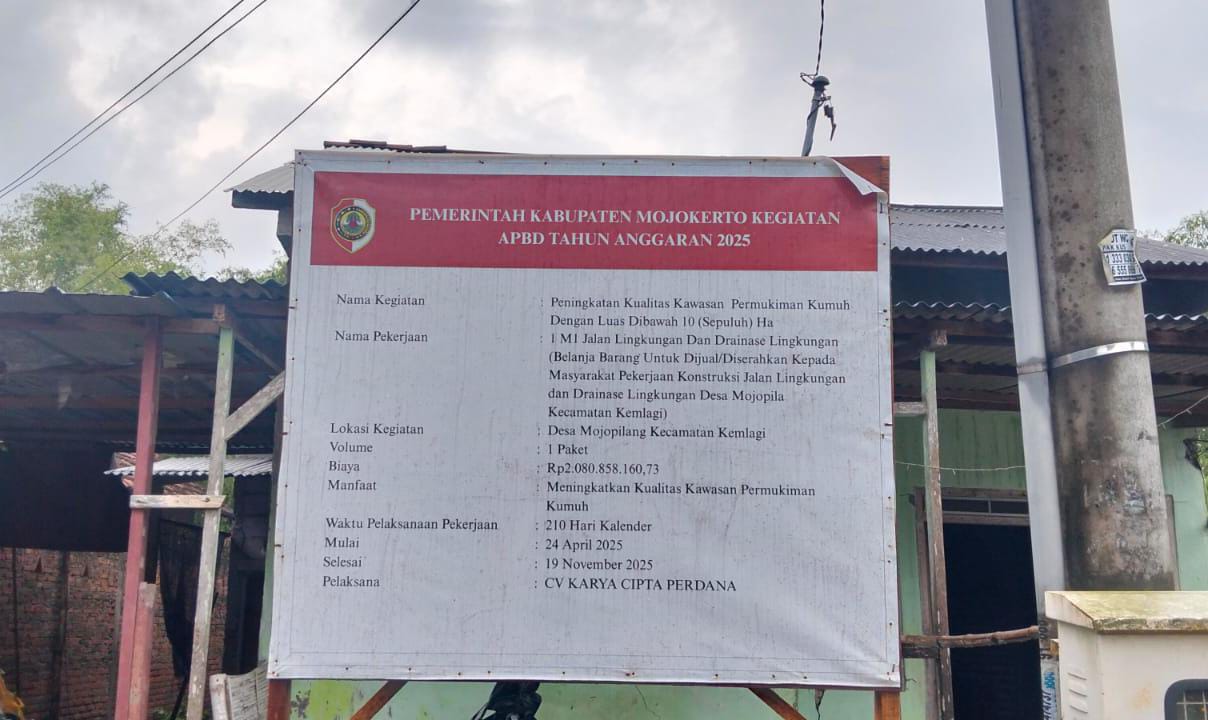 PEMERINTAH KABUPATEN MOJOKERTO KEGIATAN
APBD TAHUN ANGGARAN 2025
Nama Kegiatan : Peningkatan Kualitas Kawasan Permukiman Kumuh
Dengan Luas Dibawah 10 (Sepuluh) Ha
Nama Pekerjaan : 1 M1 Jalan Lingkungan Dan Drainase Lingkungan
(Belanja Barang Untuk Dijual/Diserahkan Kepada
Masyarakat Pekerjaan Konstruksi Jalan Lingkungan
dan Drainase Lingkungan Desa Mojopila
Kecamatan Kemlagi)
Lokasi Kegiatan : Desa Mojopilang Kecamatan Kemlagi
Volume : 1 Paket
Biaya : Rp2.080.858.160,73
Manfaat : Meningkatkan Kualitas Kawasan Permukiman
Kumuh
Waktu Pelaksanaan Pekerjaan : 210 Hari Kalender
Mulai : 24 April 2025
Selesai : 19 November 2025
Pelaksana : CV KARYA CIPTA PERDANA